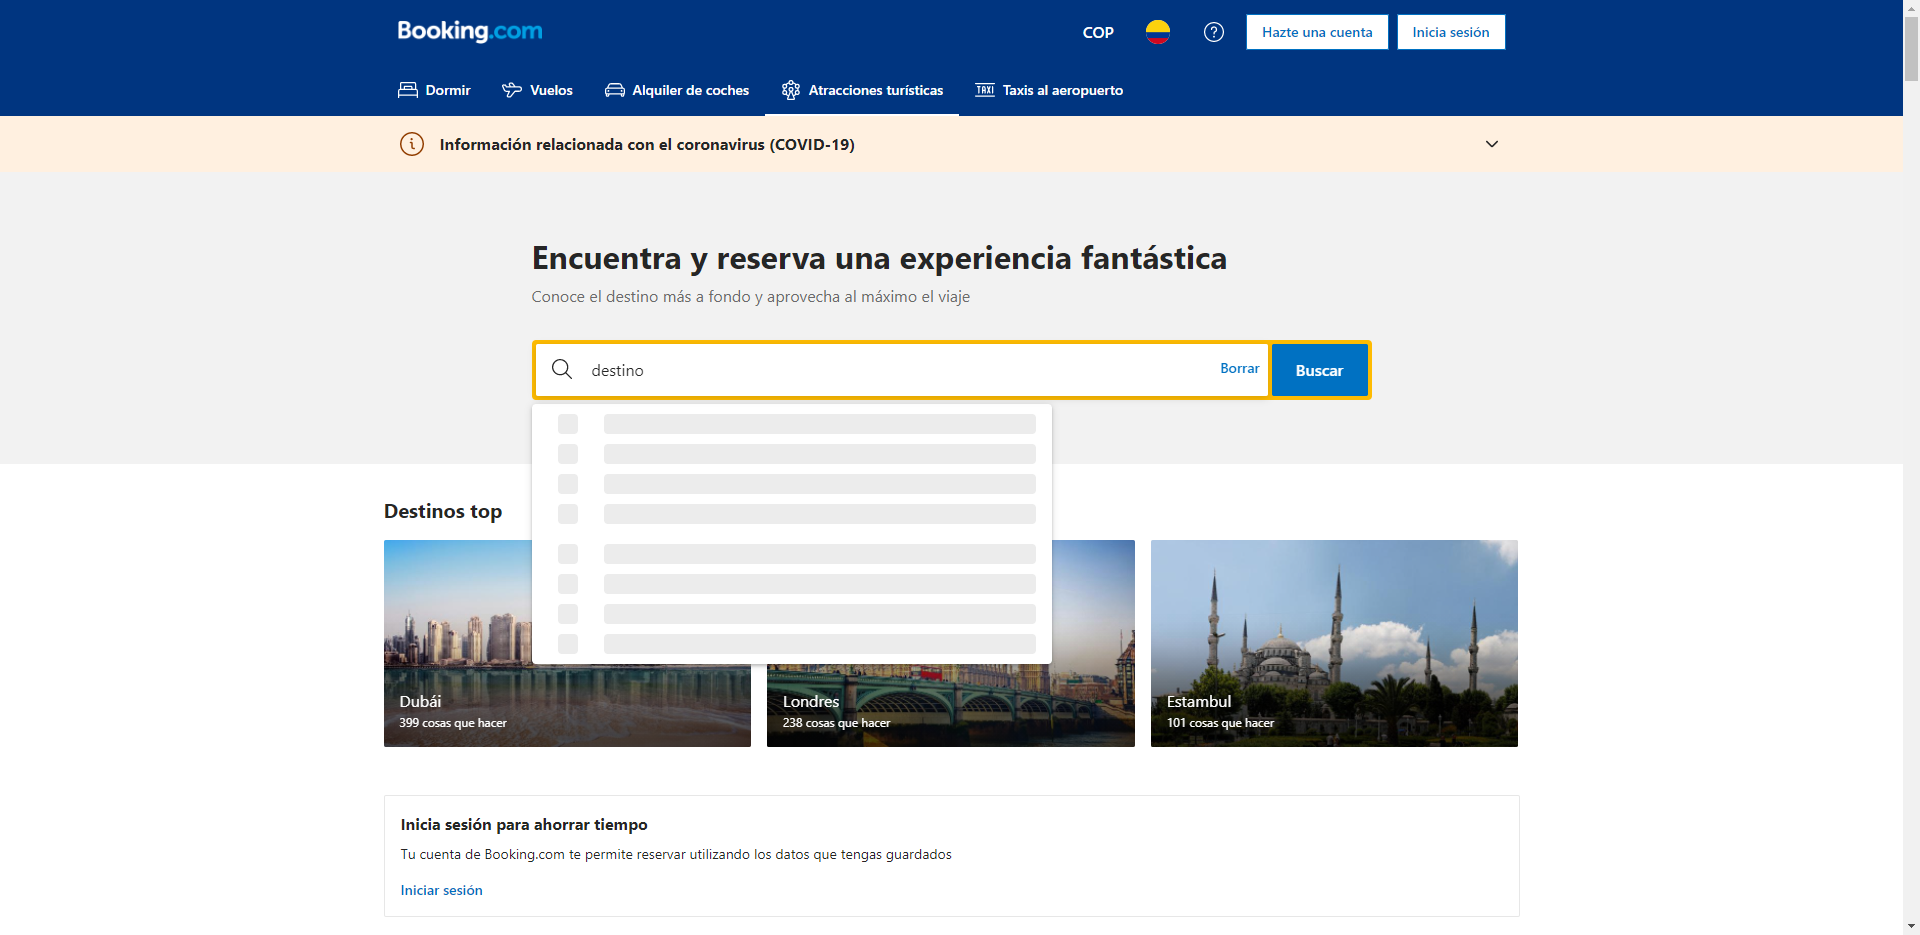 Booking.com
COP
Hazte una cuenta
Inicia sesión
Dormir
Vuelos
Alquiler de coches
Atracciones turísticas
TAXI
Taxis al aeropuerto
Información relacionada con el coronavirus (COVID-19)
Encuentra y reserva una experiencia fantástica
Conoce el destino más a fondo y aprovecha al máximo el viaje
destino
Borrar
Buscar
Destinos top
Dubái
399 cosas que hacer
Londres
238 cosas que hacer
Estambul
101 cosas que hacer
Inicia sesión para ahorrar tiempo
Tu cuenta de Booking.com te permite reservar utilizando los datos que tengas guardados
Iniciar sesión